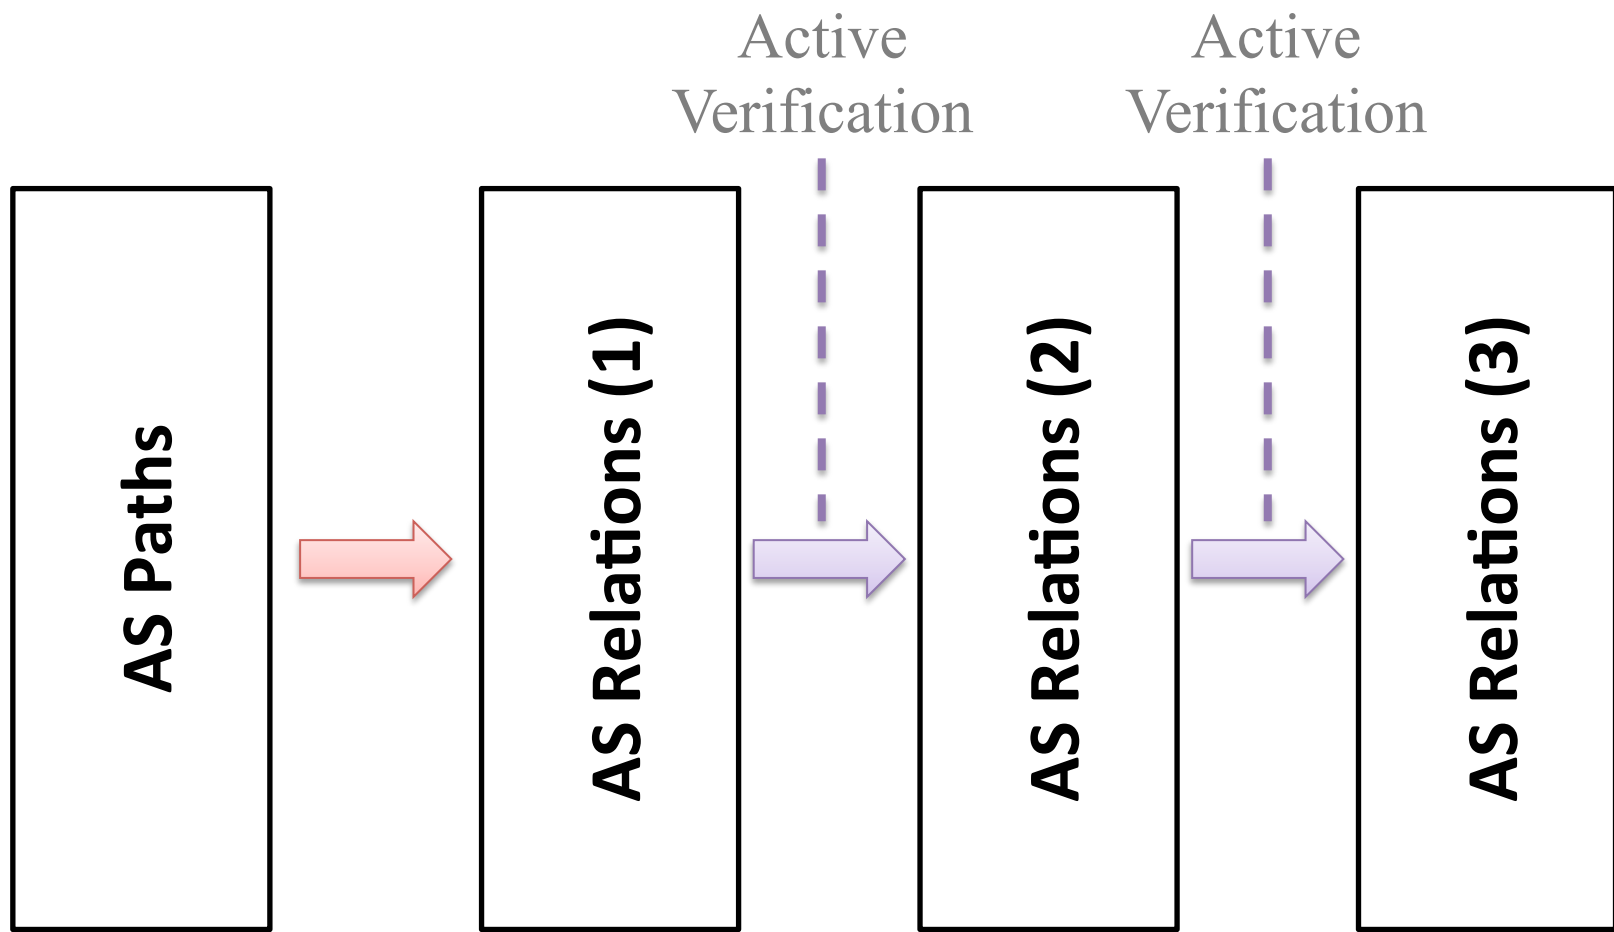 Active
Verification
Active
Verification
AS Paths
AS Relations (1)
AS Relations (2)
AS Relations (3)